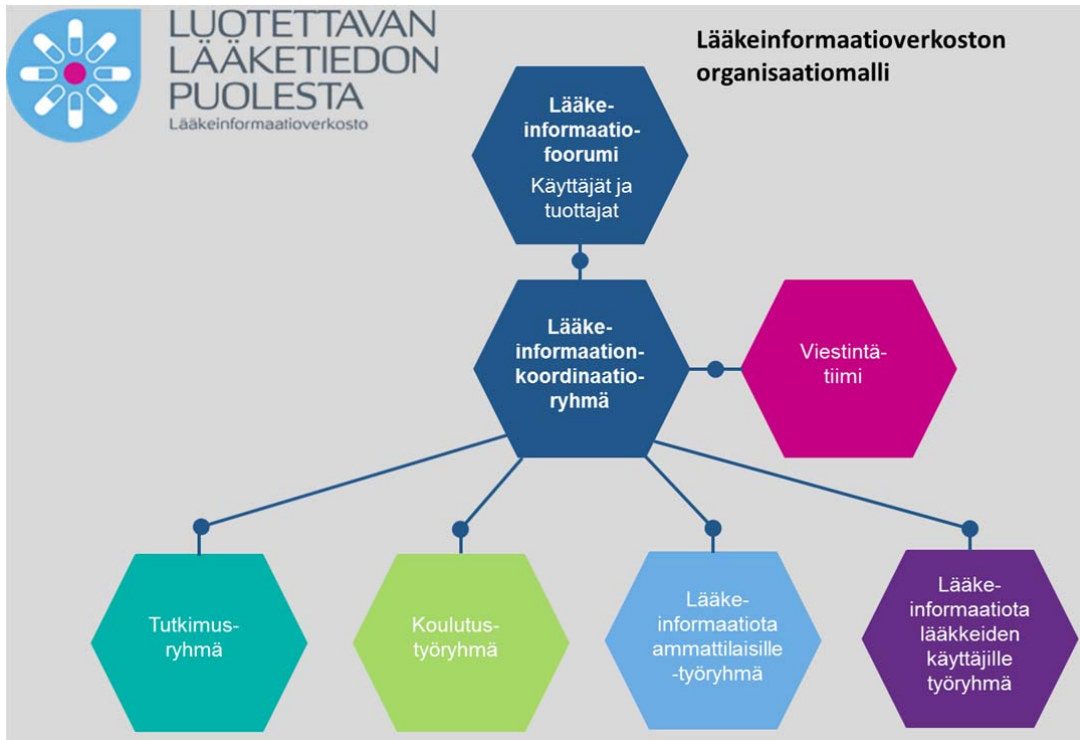 LUOTETTAVAN
LÄÄKETIEDON
PUOLESTA
Lääkeinformaatioverkosto
Lääkeinformaatioverkoston
organisaatiomalli
Lääke-
informaatio-
foorumi
Käyttäjät ja
tuottajat
Lääke-
informaation-
koordinaatio-
ryhmä
Viestintä-
tiimi
Tutkimus-
ryhmä
Koulutus-
työryhmä
Lääke-
informaatiota
ammattilaisille
-työryhmä
Lääke-
informaatiota
lääkkeiden
käyttäjille
työryhmä